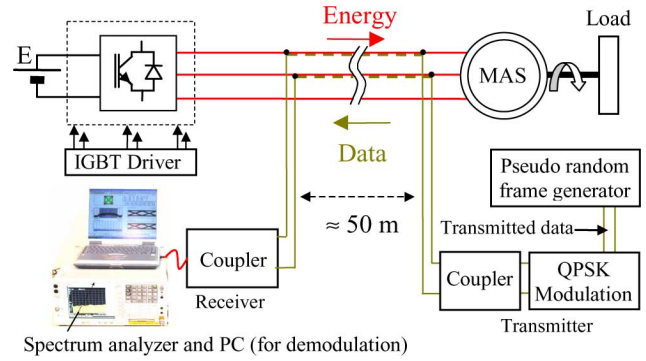 Energy
Load
E
MAS
IGBT Driver
Data
Pseudo random
frame generator
≈ 50 m
Transmitted data
Coupler
Receiver
Coupler
QPSK
Modulation
Transmitter
Spectrum analyzer and PC (for demodulation)